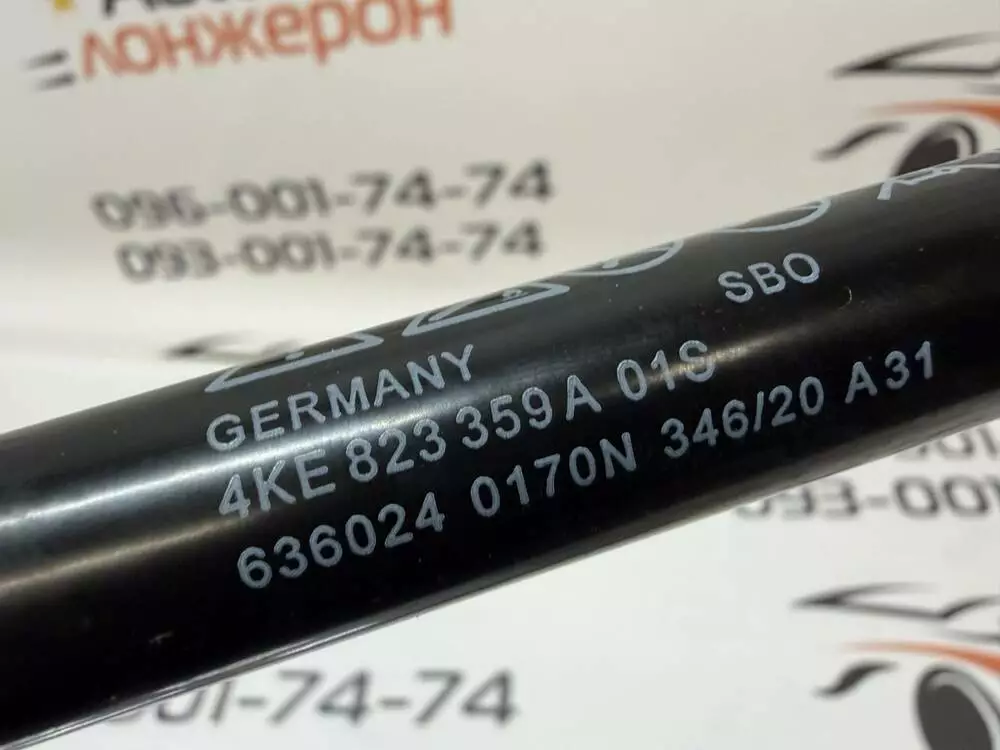 лонжерон
096-001-74-74
093-001-74-74
SBO
GERMANY
4KE 823 359 A 01S
636024 0170N 346/20 A31
093-001
001-74-74